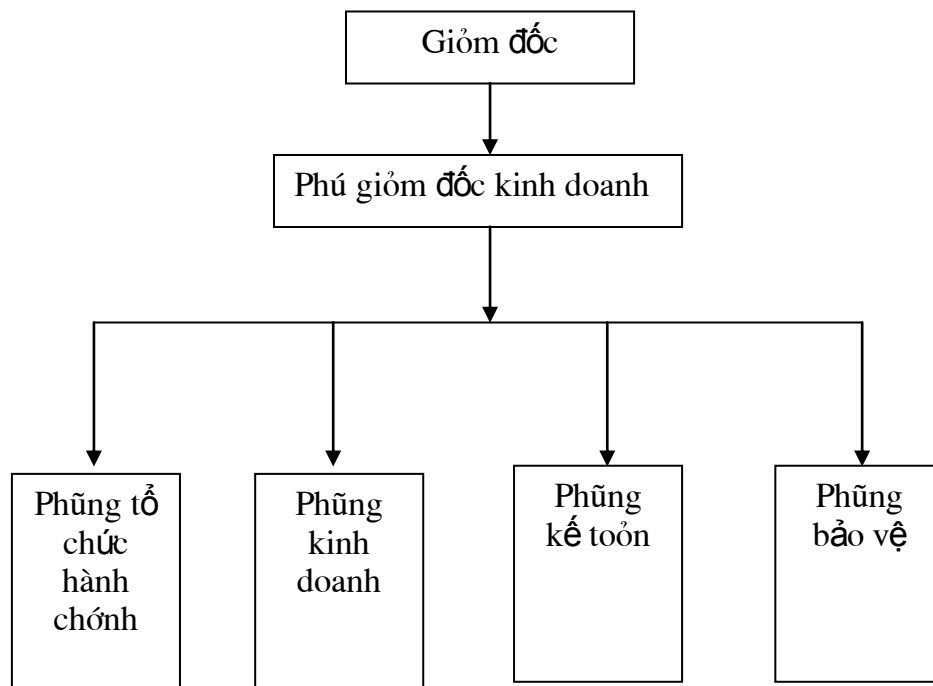 Giỏm đốc
Phú giỏm đốc kinh doanh
Phũng tổ
chức
hành
chớnh
Phũng
kinh
doanh
Phũng
kế toỏn
Phũng
bảo vệ